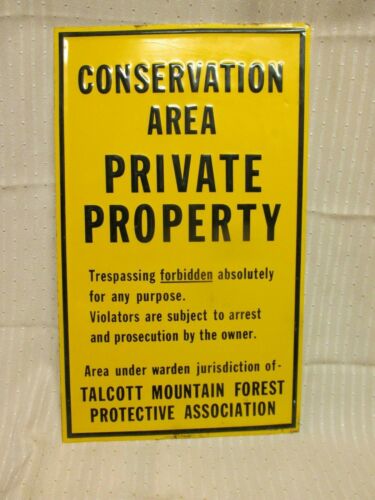 CONSERVATION
AREA
PRIVATE
PROPERTY
Trespassing forbidden absolutely
for any purpose.
Violators are subject to arrest
and prosecution by the owner.
Area under warden jurisdiction of-
TALCOTT MOUNTAIN FOREST
PROTECTIVE ASSOCIATION